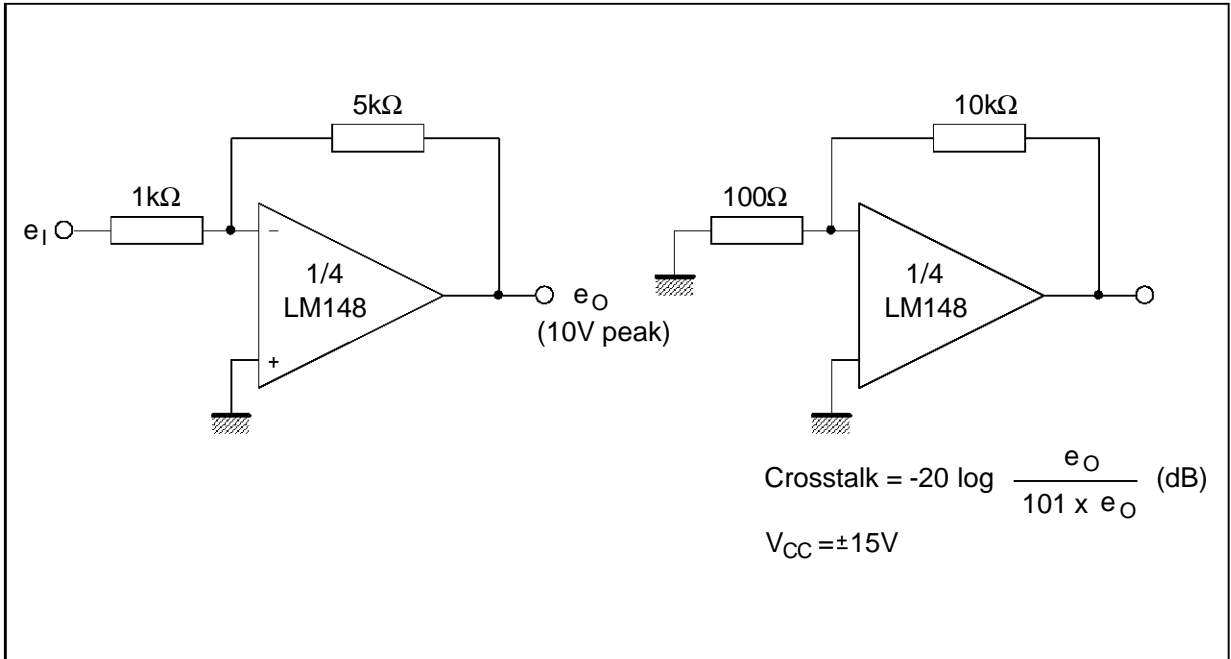 5kΩ
1kΩ
e_I
−
1/4
LM148
+
e_O
(10V peak)
10kΩ
100Ω
1/4
LM148
Crosstalk = -20 log e_O / 101 x e_O (dB)
V_CC = ±15V